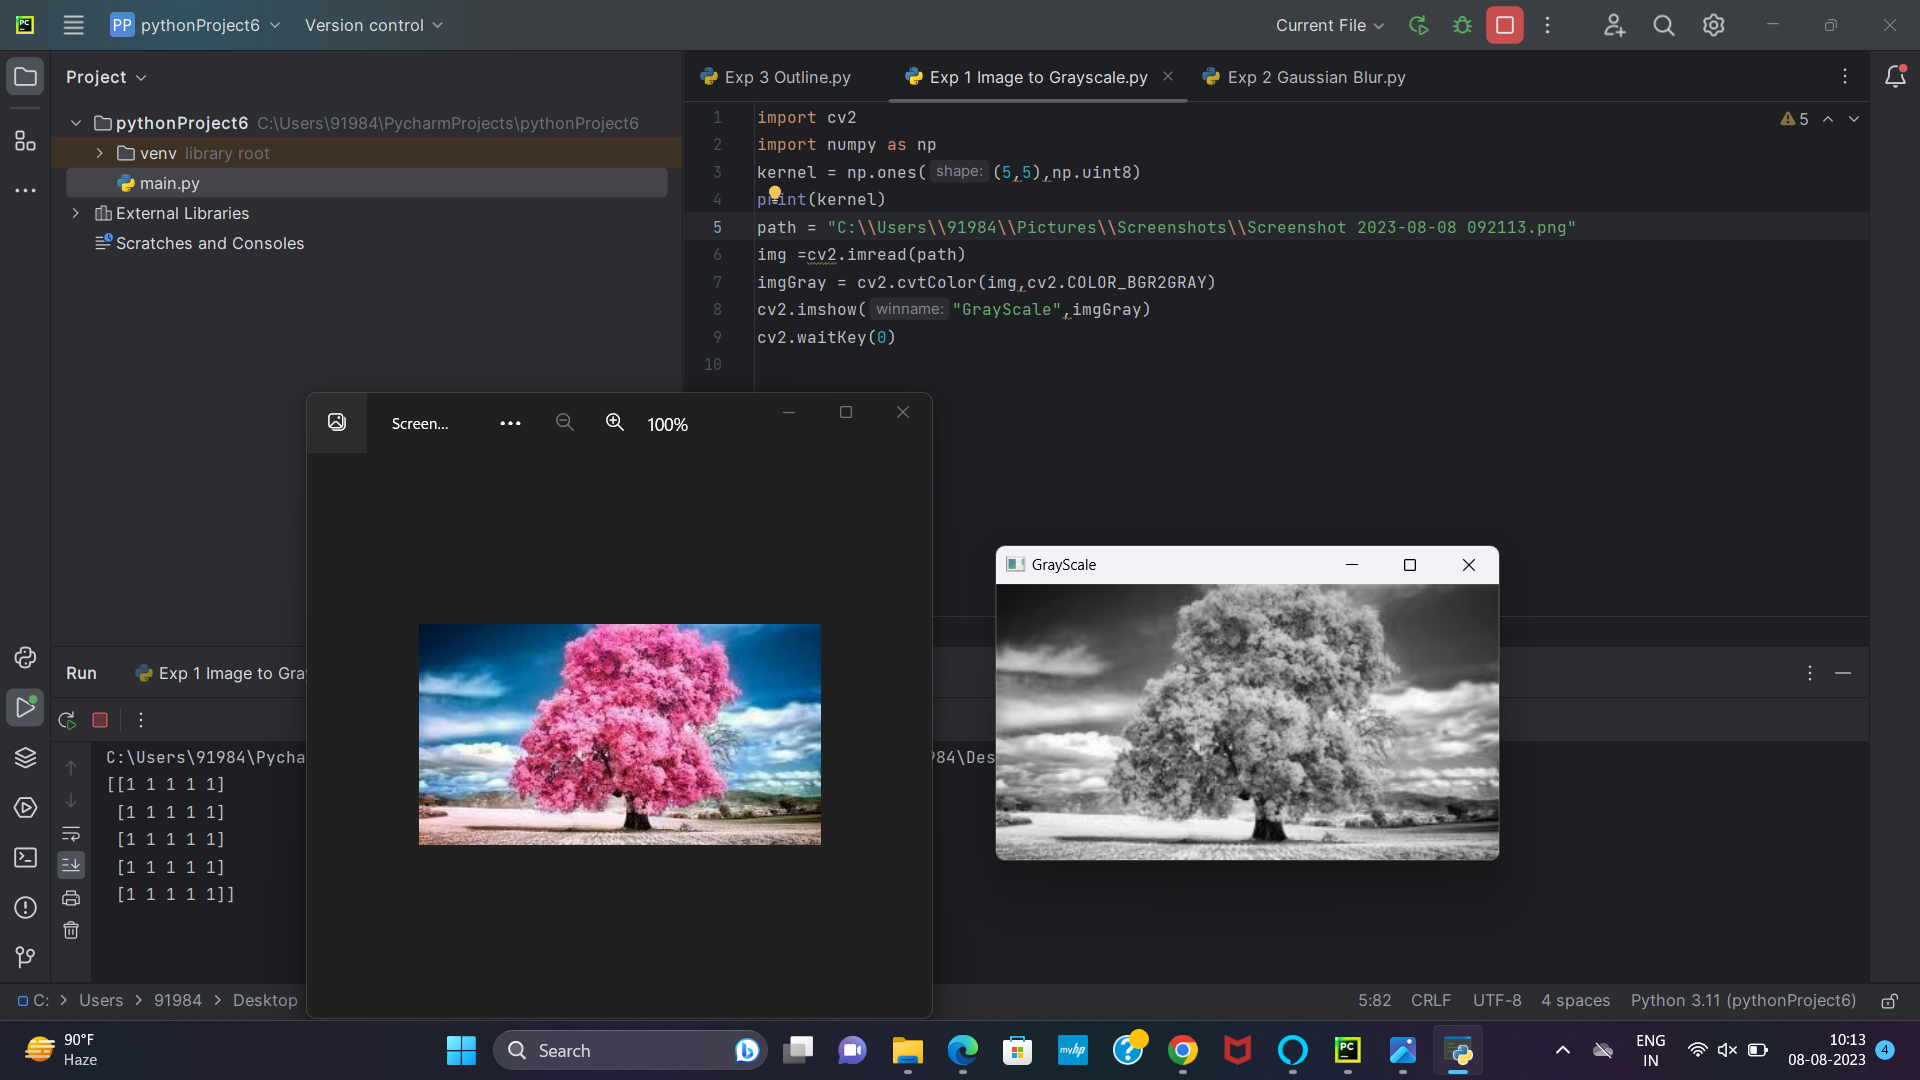 PC
PP pythonProject6
Version control
Current File
Project
pythonProject6 C:\Users\91984\PycharmProjects\pythonProject6
venv library root
main.py
External Libraries
Scratches and Consoles
Exp 3 Outline.py
Exp 1 Image to Grayscale.py
Exp 2 Gaussian Blur.py
5
1 import cv2
2 import numpy as np
3 kernel = np.ones( shape: (5,5),np.uint8)
4 print(kernel)
5 path = "C:\\Users\\91984\\Pictures\\Screenshots\\Screenshot 2023-08-08 092113.png"
6 img =cv2.imread(path)
7 imgGray = cv2.cvtColor(img,cv2.COLOR_BGR2GRAY)
8 cv2.imshow( winname: "GrayScale",imgGray)
9 cv2.waitKey(0)
10
Screen...
100%
GrayScale
Run
Exp 1 Image to Gra
C:\Users\91984\Pycha
984\Des
[[1 1 1 1 1]
[1 1 1 1 1]
[1 1 1 1 1]
[1 1 1 1 1]
[1 1 1 1 1]]
C: > Users > 91984 > Desktop
5:82 CRLF UTF-8 4 spaces Python 3.11 (pythonProject6)
90°F
Haze
Search
myhp
PC
ENG
IN
10:13
08-08-2023
4